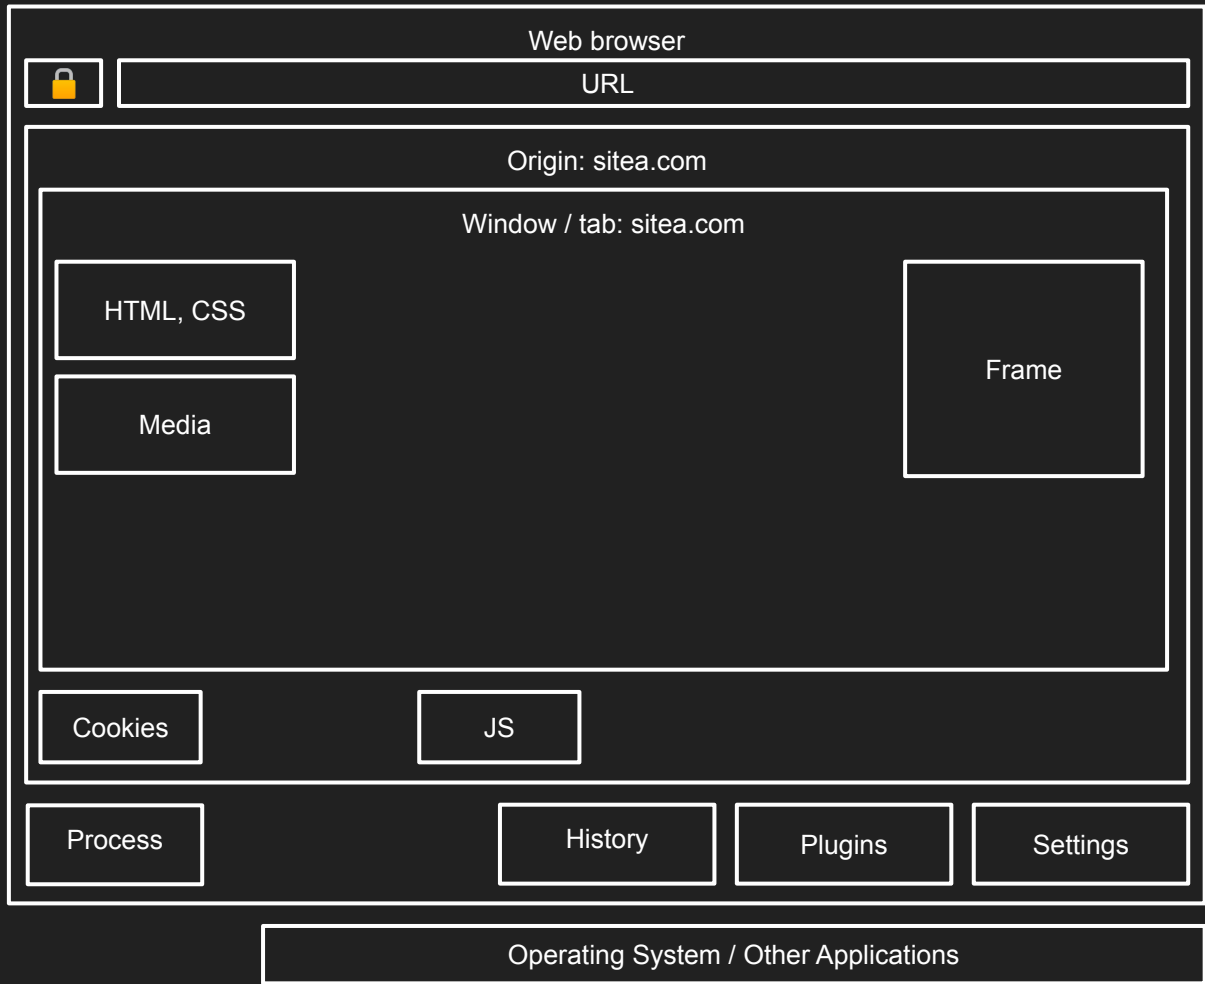 Web browser
URL
Origin: sitea.com
Window / tab: sitea.com
HTML, CSS
Frame
Media
Cookies
JS
Process
History
Plugins
Settings
Operating System / Other Applications